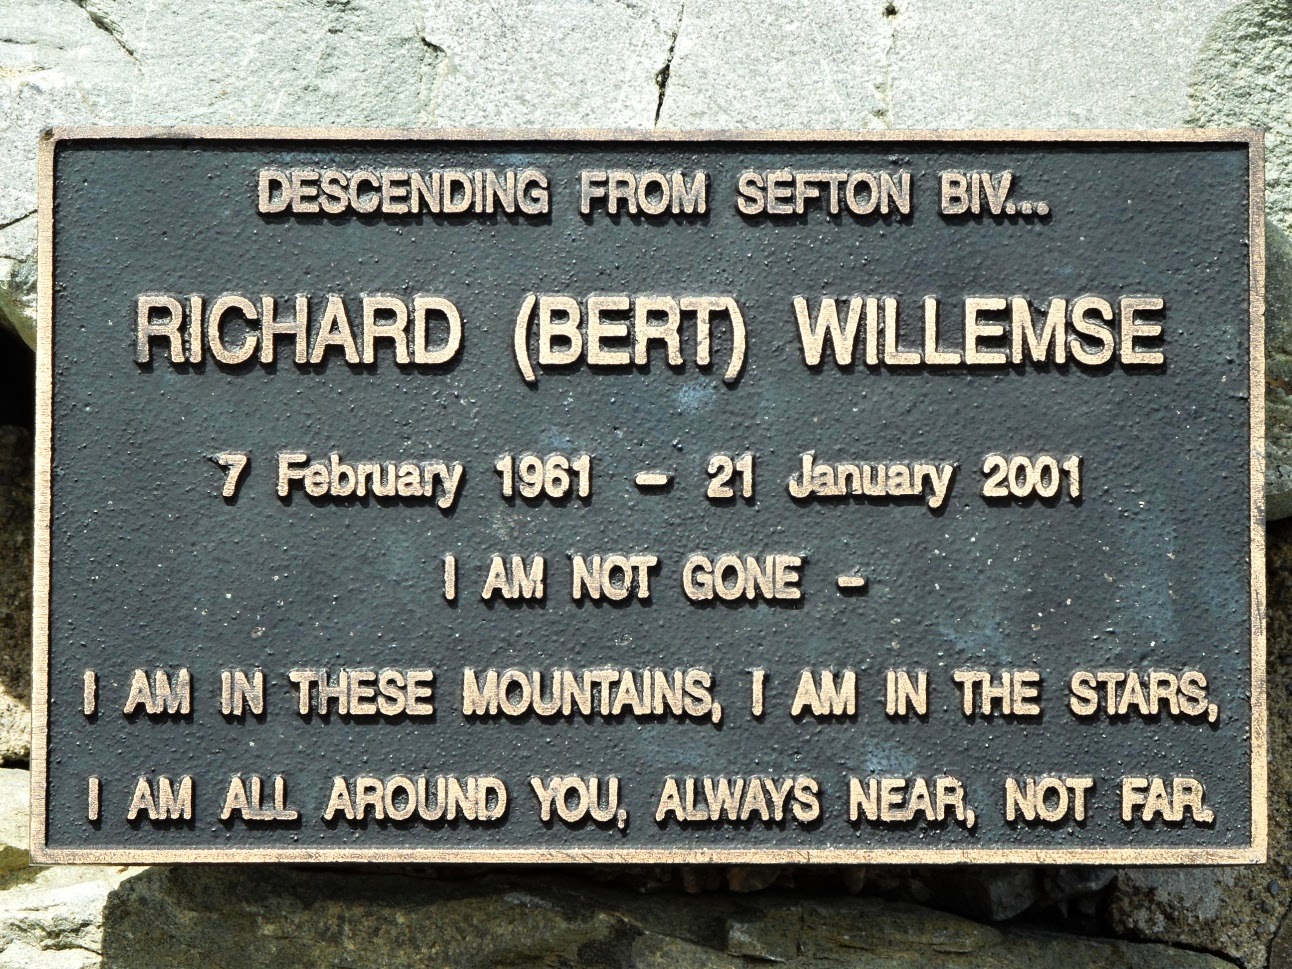 DESCENDING FROM SEFTON BIV...
RICHARD (BERT) WILLEMSE
7 February 1961 – 21 January 2001
I AM NOT GONE –
I AM IN THESE MOUNTAINS, I AM IN THE STARS,
I AM ALL AROUND YOU, ALWAYS NEAR, NOT FAR.